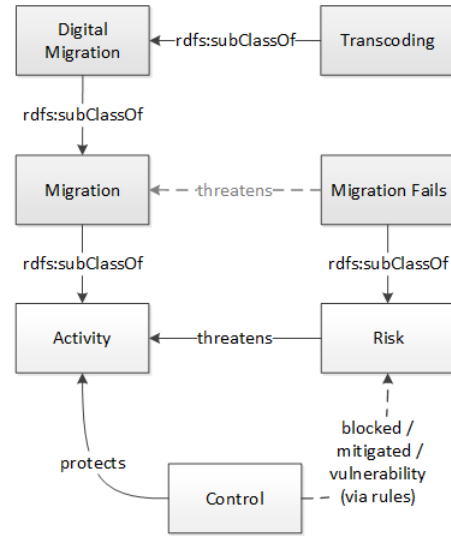 Digital
Migration
rdfs:subClassOf
Transcoding
rdfs:subClassOf
Migration
threatens
Migration Fails
rdfs:subClassOf
rdfs:subClassOf
Activity
threatens
Risk
blocked /
mitigated /
vulnerability
(via rules)
protects
Control